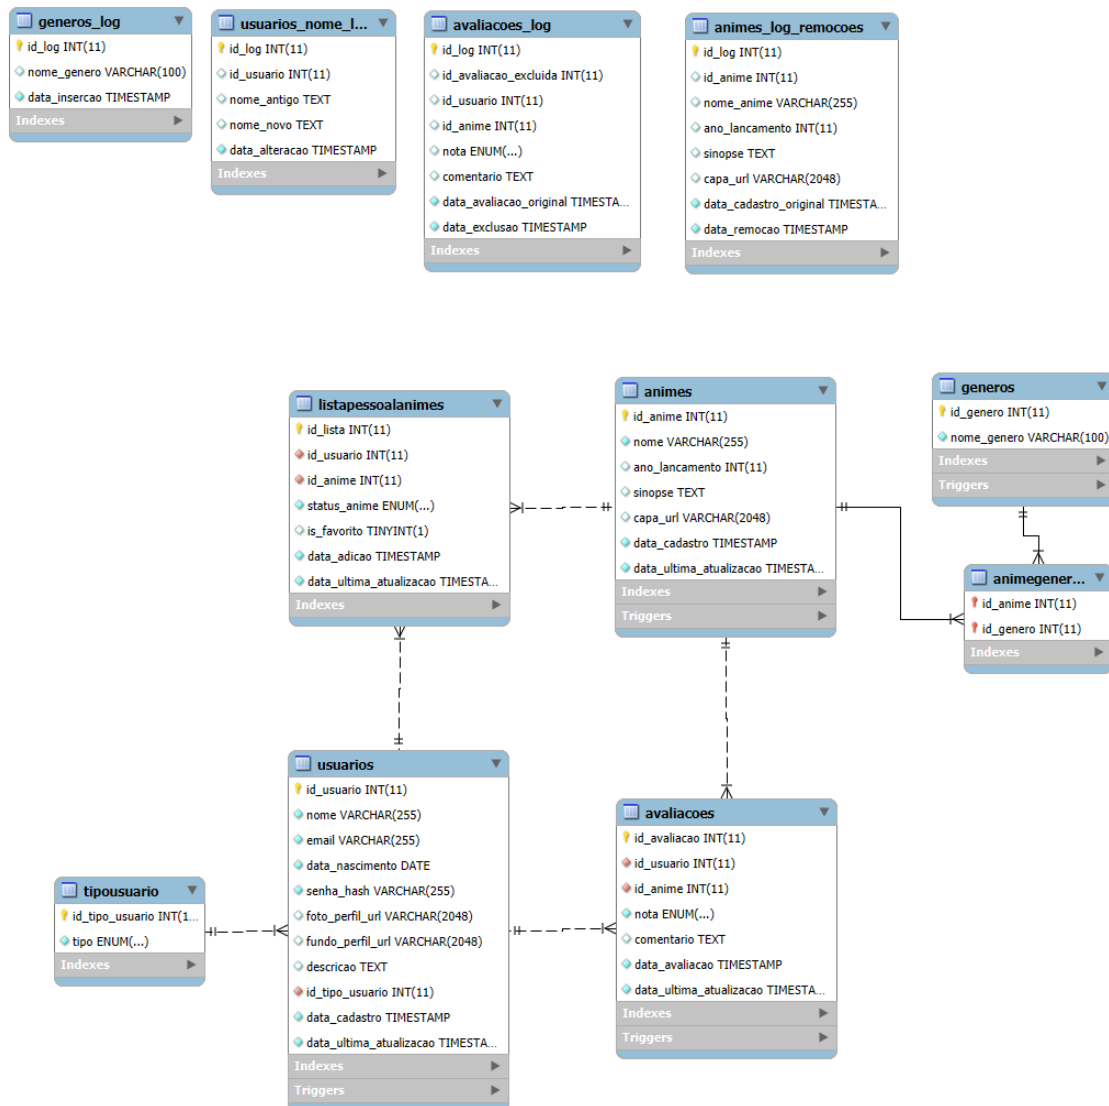 generos_log
id_log INT(11)
nome_genero VARCHAR(100)
data_insercao TIMESTAMP
Indexes
usuarios_nome_l...
id_log INT(11)
id_usuario INT(11)
nome_antigo TEXT
nome_novo TEXT
data_alteracao TIMESTAMP
Indexes
avaliacoes_log
id_log INT(11)
id_avaliacao_excluida INT(11)
id_usuario INT(11)
id_anime INT(11)
nota ENUM(...)
comentario TEXT
data_avaliacao_original TIMESTA...
data_exclusao TIMESTAMP
Indexes
animes_log_remocoes
id_log INT(11)
id_anime INT(11)
nome_anime VARCHAR(255)
ano_lancamento INT(11)
sinopse TEXT
capa_url VARCHAR(2048)
data_cadastro_original TIMESTA...
data_remocao TIMESTAMP
Indexes
listapessoalanimes
id_lista INT(11)
id_usuario INT(11)
id_anime INT(11)
status_anime ENUM(...)
is_favorito TINYINT(1)
data_adicao TIMESTAMP
data_ultima_atualizacao TIMESTA...
Indexes
animes
id_anime INT(11)
nome VARCHAR(255)
ano_lancamento INT(11)
sinopse TEXT
capa_url VARCHAR(2048)
data_cadastro TIMESTAMP
data_ultima_atualizacao TIMESTA...
Indexes
Triggers
generos
id_genero INT(11)
nome_genero VARCHAR(100)
Indexes
Triggers
animegener...
id_anime INT(11)
id_genero INT(11)
Indexes
usuarios
id_usuario INT(11)
nome VARCHAR(255)
email VARCHAR(255)
data_nascimento DATE
senha_hash VARCHAR(255)
foto_perfil_url VARCHAR(2048)
fundo_perfil_url VARCHAR(2048)
descricao TEXT
id_tipo_usuario INT(11)
data_cadastro TIMESTAMP
data_ultima_atualizacao TIMESTA...
Indexes
Triggers
avaliacoes
id_avaliacao INT(11)
id_usuario INT(11)
id_anime INT(11)
nota ENUM(...)
comentario TEXT
data_avaliacao TIMESTAMP
data_ultima_atualizacao TIMESTA...
Indexes
Triggers
tipousuario
id_tipo_usuario INT(1...
tipo ENUM(...)
Indexes